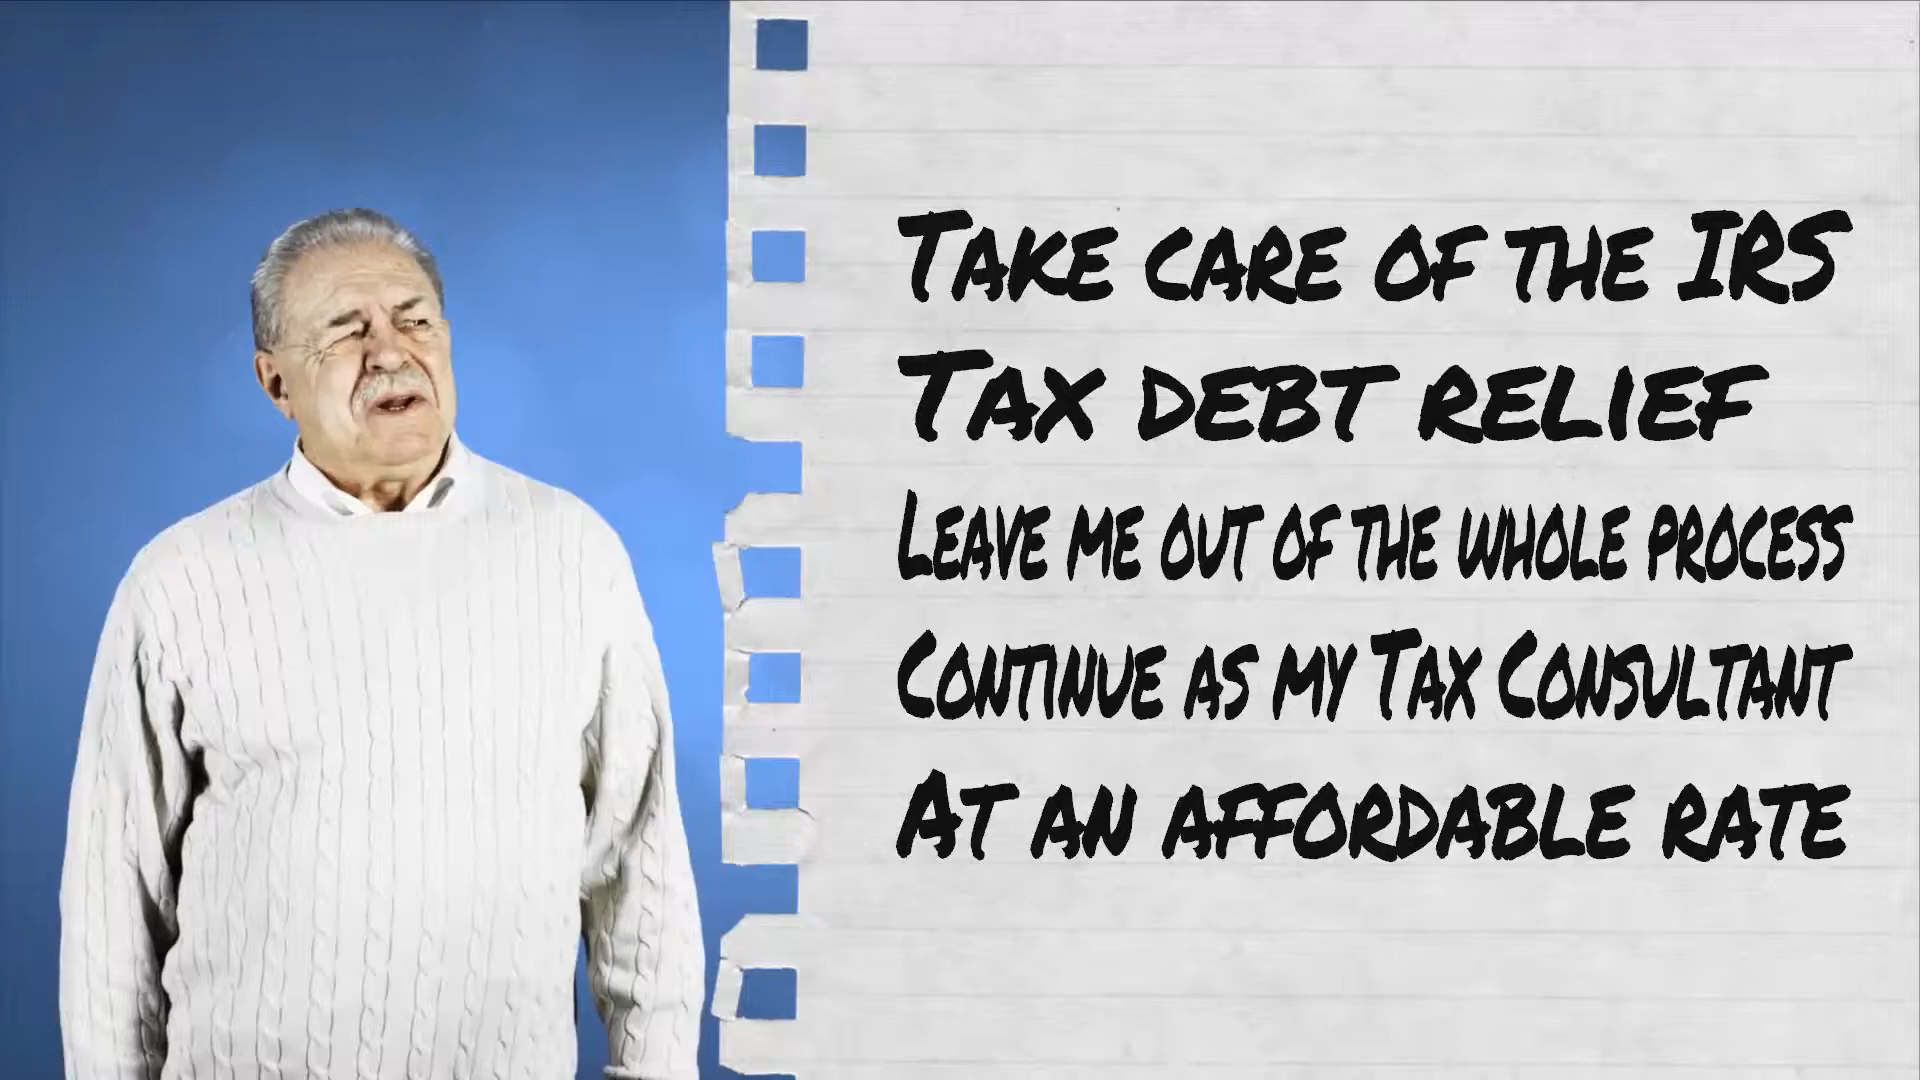 Take care of the IRS
Tax debt relief
Leave me out of the whole process
Continue as my Tax Consultant
At an affordable rate